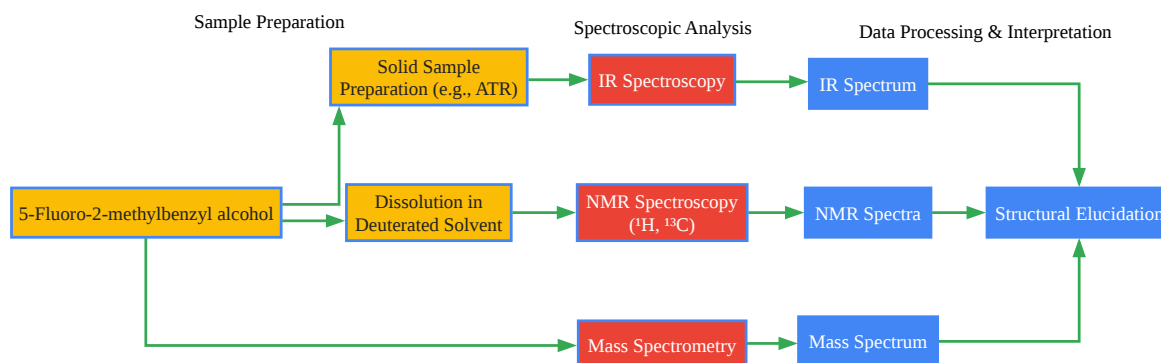 Sample Preparation
Spectroscopic Analysis
Data Processing & Interpretation
Solid Sample
Preparation (e.g., ATR)
IR Spectroscopy
IR Spectrum
5-Fluoro-2-methylbenzyl alcohol
Dissolution in
Deuterated Solvent
NMR Spectroscopy
(¹H, ¹³C)
NMR Spectra
Structural Elucidation
Mass Spectrometry
Mass Spectrum